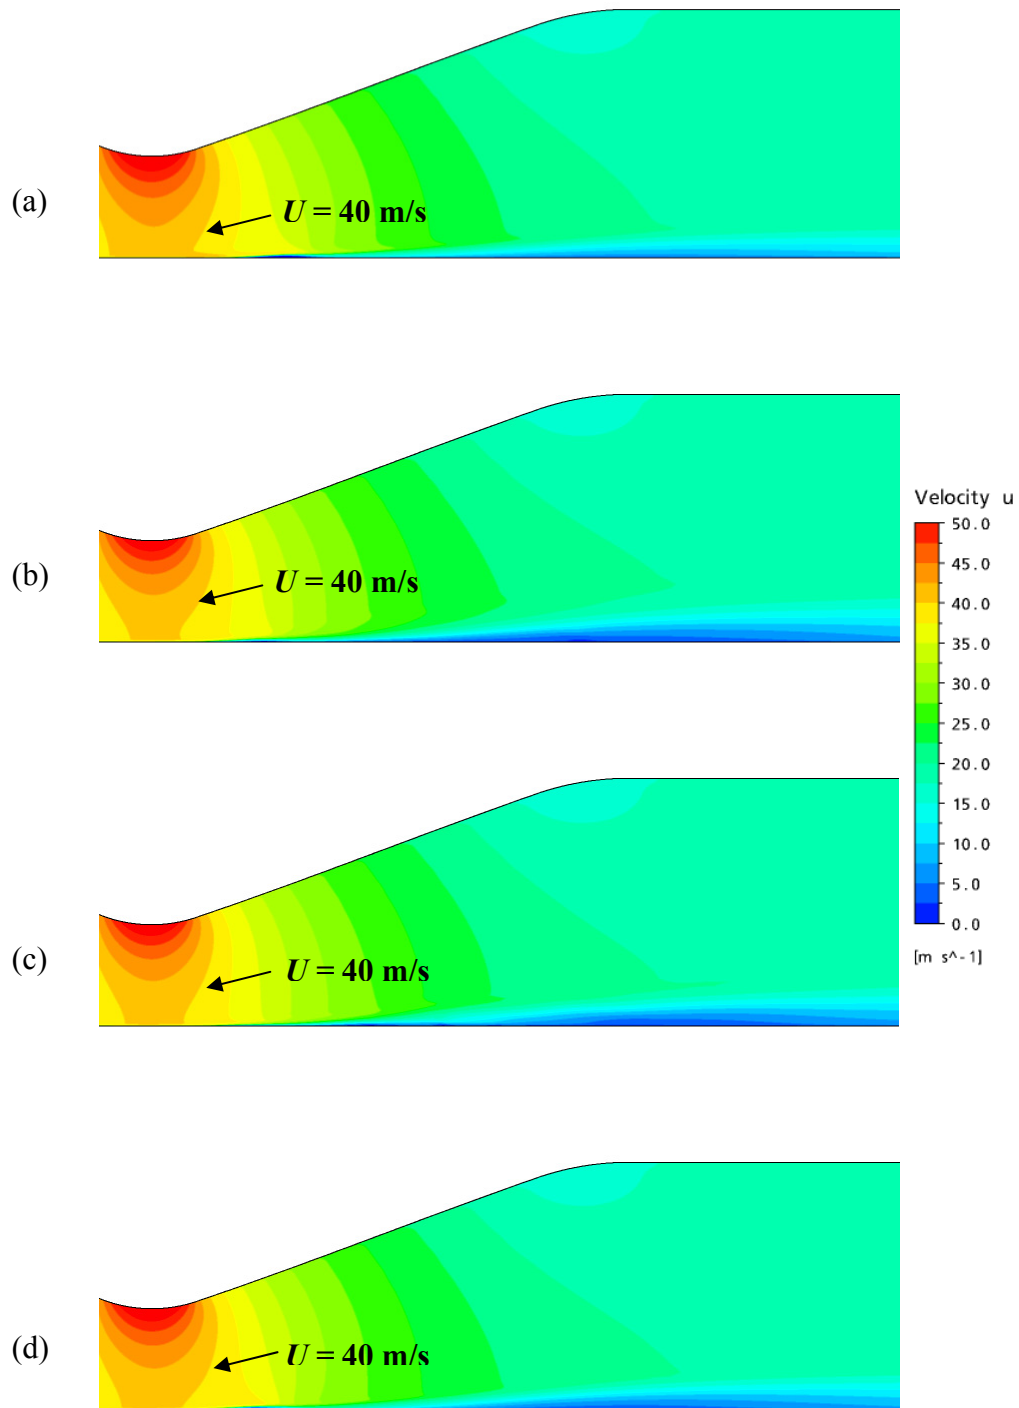 (a)
U = 40 m/s
(b)
U = 40 m/s
Velocity u
50.0
45.0
40.0
35.0
30.0
25.0
20.0
15.0
10.0
5.0
0.0
[m s^-1]
(c)
U = 40 m/s
(d)
U = 40 m/s